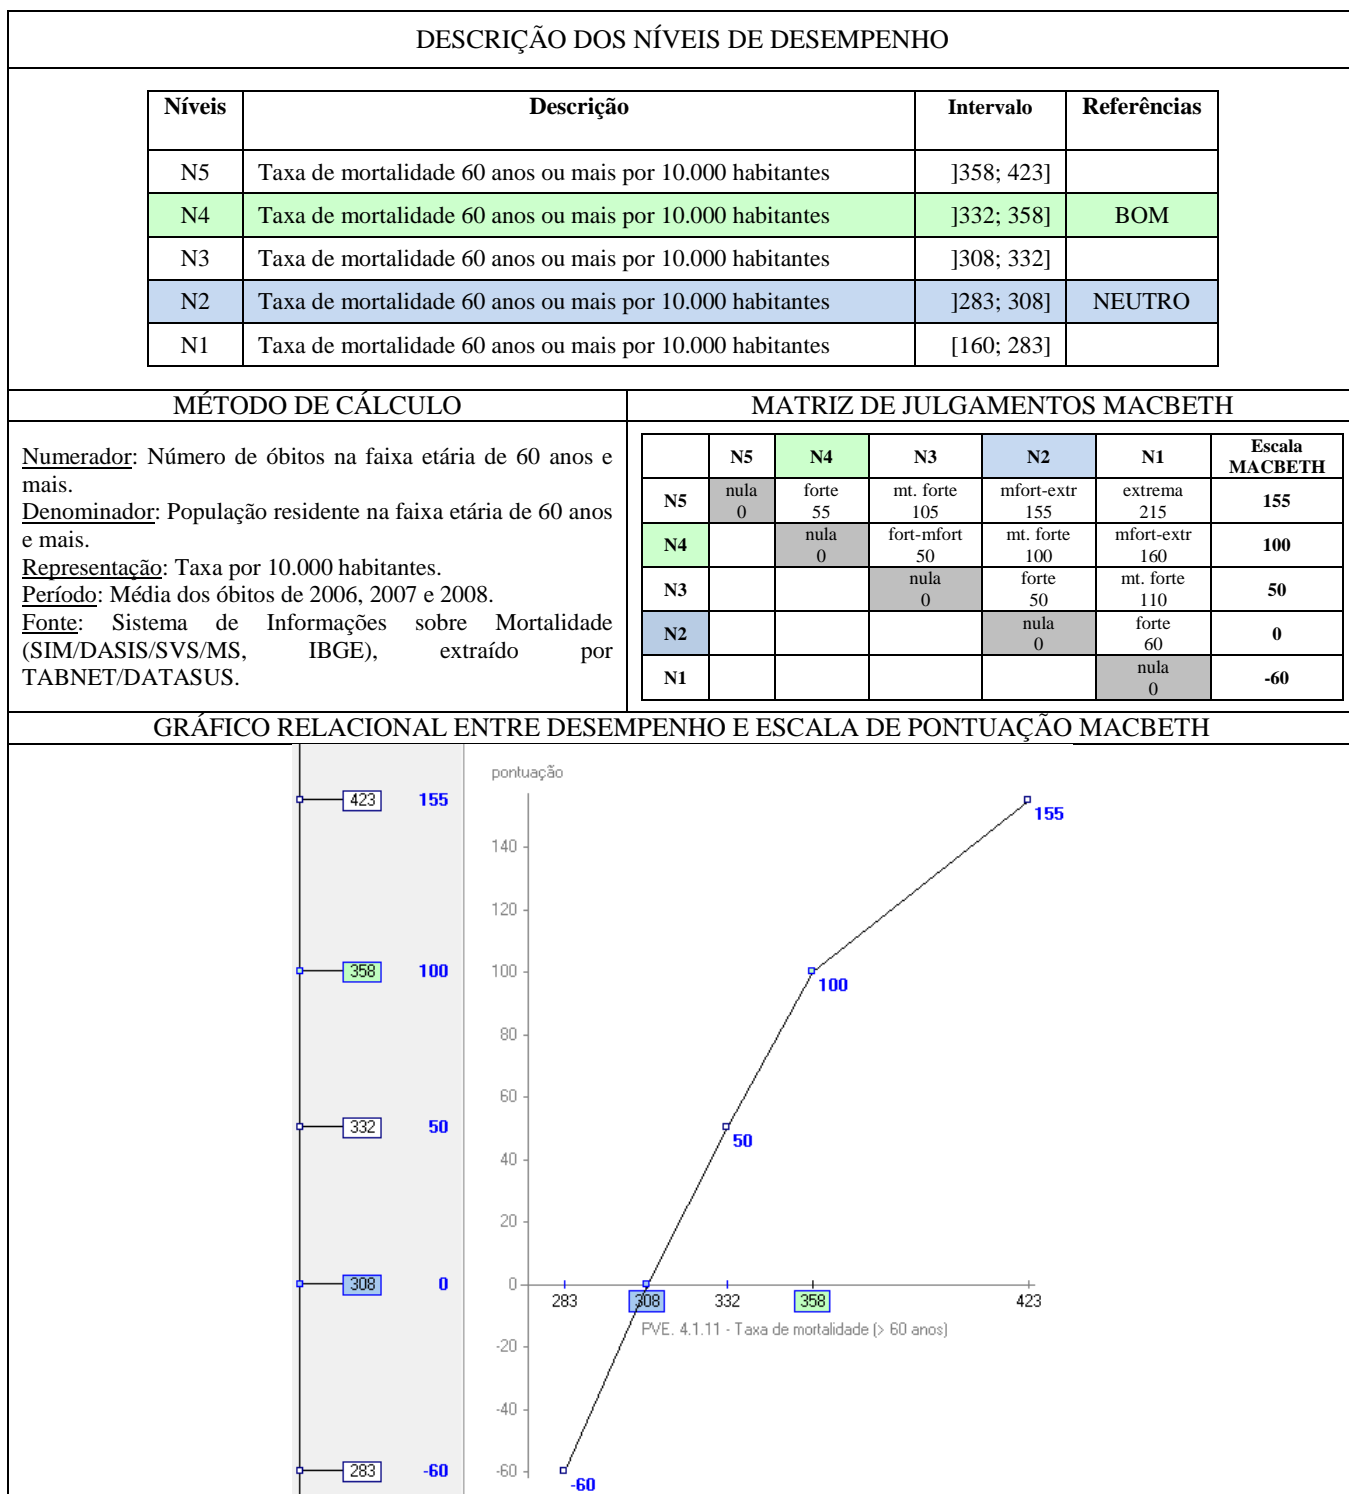 DESCRIÇÃO DOS NÍVEIS DE DESEMPENHO
Níveis Descrição Intervalo Referências
N5 Taxa de mortalidade 60 anos ou mais por 10.000 habitantes ]358; 423]
N4 Taxa de mortalidade 60 anos ou mais por 10.000 habitantes ]332; 358] BOM
N3 Taxa de mortalidade 60 anos ou mais por 10.000 habitantes ]308; 332]
N2 Taxa de mortalidade 60 anos ou mais por 10.000 habitantes ]283; 308] NEUTRO
N1 Taxa de mortalidade 60 anos ou mais por 10.000 habitantes [160; 283]
MÉTODO DE CÁLCULO
Numerador: Número de óbitos na faixa etária de 60 anos e
mais.
Denominador: População residente na faixa etária de 60 anos
e mais.
Representação: Taxa por 10.000 habitantes.
Período: Média dos óbitos de 2006, 2007 e 2008.
Fonte: Sistema de Informações sobre Mortalidade
(SIM/DASIS/SVS/MS, IBGE), extraído por
TABNET/DATASUS.
MATRIZ DE JULGAMENTOS MACBETH
N5 N4 N3 N2 N1 Escala
MACBETH
N5 nula forte mt. forte mfort-extr extrema 155
0 55 105 155 215
N4 nula fort-mfort mt. forte mfort-extr 100
0 50 100 160
N3 nula forte mt. forte 50
0 50 110
N2 nula forte 0
0 60
N1 nula -60
0
GRÁFICO RELACIONAL ENTRE DESEMPENHO E ESCALA DE PONTUAÇÃO MACBETH
423 155
358 100
332 50
308 0
283 -60
pontuação
140
120
100
80
60
40
20
0
-20
-40
-60
155
100
50
-60
283 308 332 358 423
PVE. 4.1.11 - Taxa de mortalidade (> 60 anos)